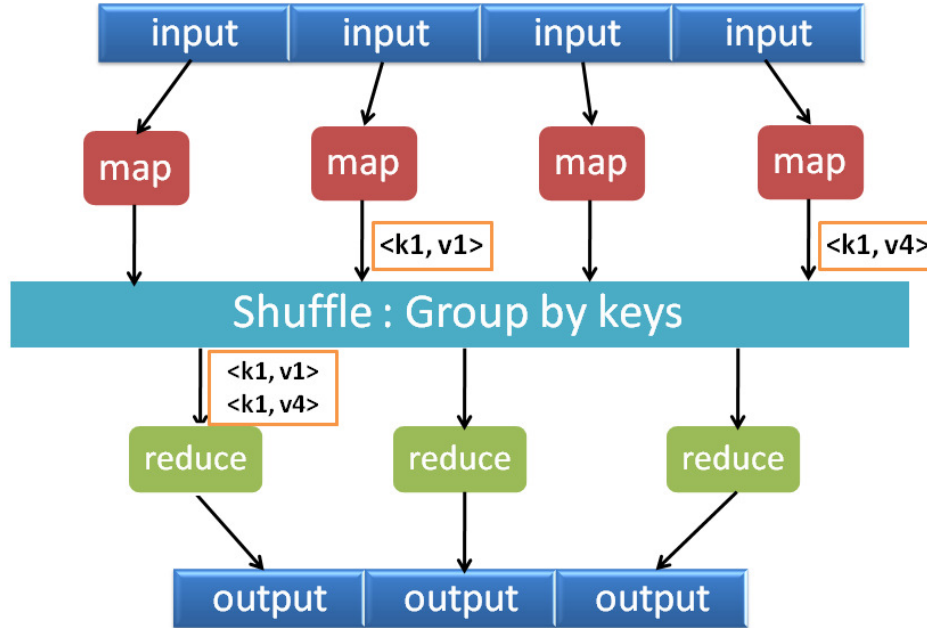 input input input input
map map map map
<k1, v1> <k1, v4>
Shuffle : Group by keys
<k1, v1>
<k1, v4>
reduce reduce reduce
output output output